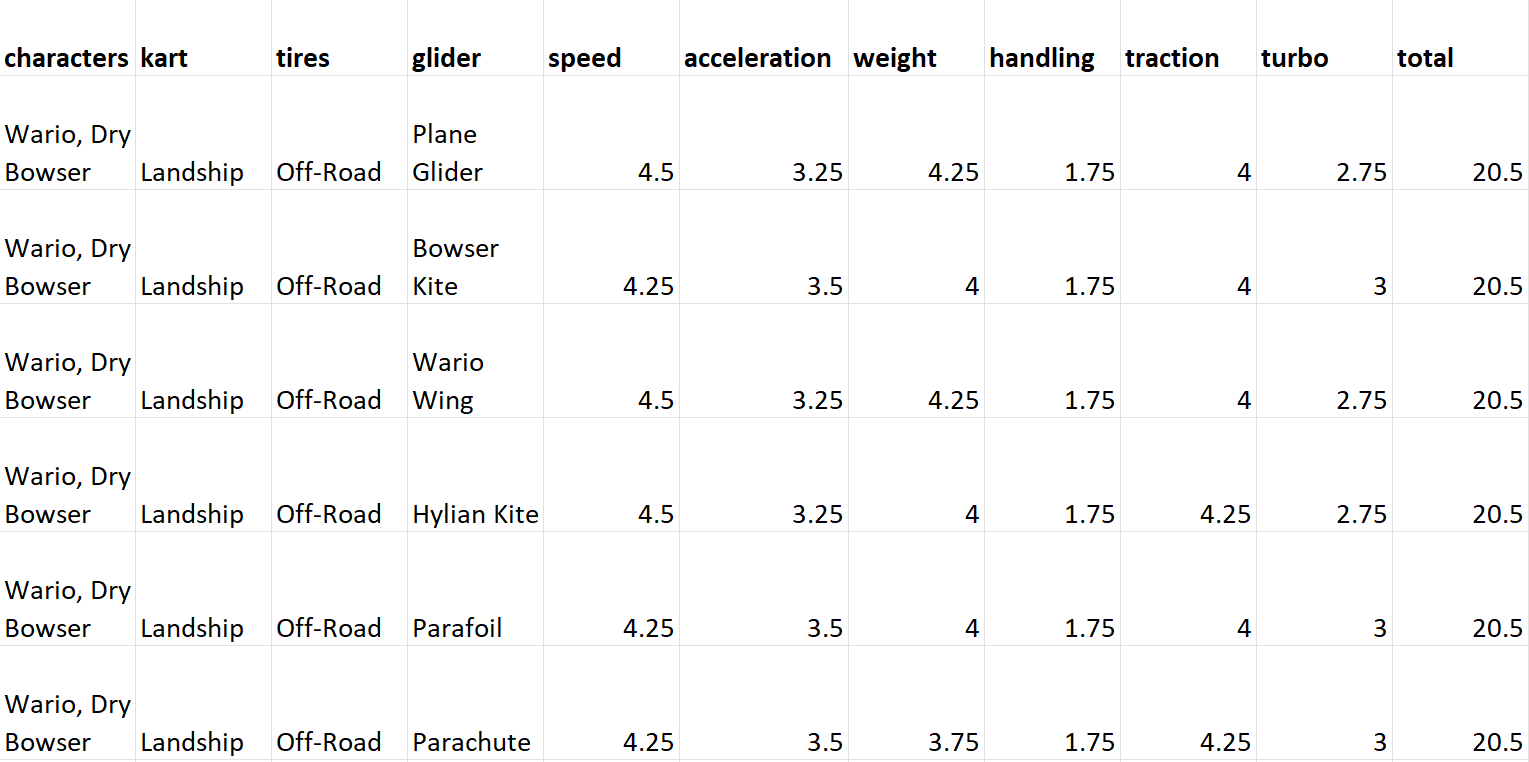 characters kart tires glider speed acceleration weight handling traction turbo total
Wario, Dry Bowser Landship Off-Road Plane Glider 4.5 3.25 4.25 1.75 4 2.75 20.5
Wario, Dry Bowser Landship Off-Road Bowser Kite 4.25 3.5 4 1.75 4 3 20.5
Wario, Dry Bowser Landship Off-Road Wario Wing 4.5 3.25 4.25 1.75 4 2.75 20.5
Wario, Dry Bowser Landship Off-Road Hylian Kite 4.5 3.25 4 1.75 4.25 2.75 20.5
Wario, Dry Bowser Landship Off-Road Parafoil 4.25 3.5 4 1.75 4 3 20.5
Wario, Dry Bowser Landship Off-Road Parachute 4.25 3.5 3.75 1.75 4.25 3 20.5